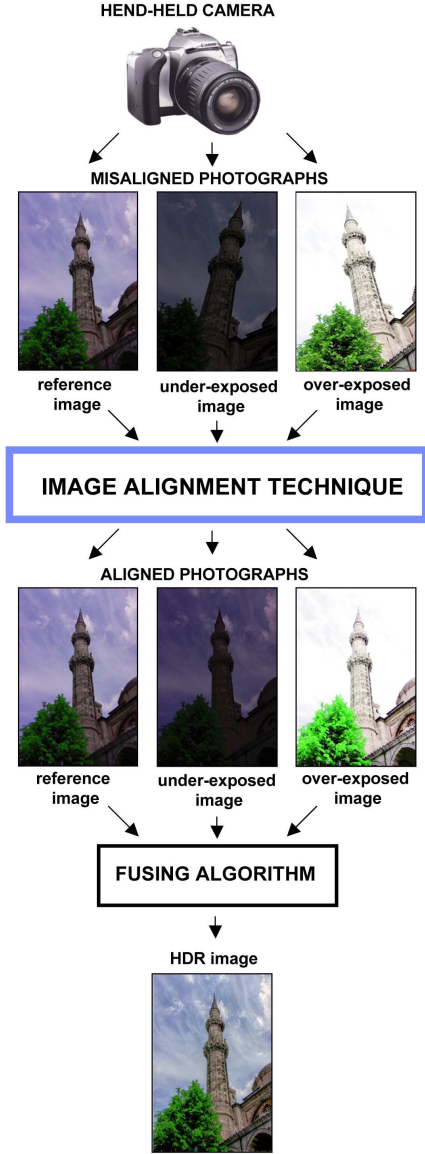 HEND-HELD CAMERA
Canon
MISALIGNED PHOTOGRAPHS
reference image
under-exposed image
over-exposed image
IMAGE ALIGNMENT TECHNIQUE
ALIGNED PHOTOGRAPHS
reference image
under-exposed image
over-exposed image
FUSING ALGORITHM
HDR image